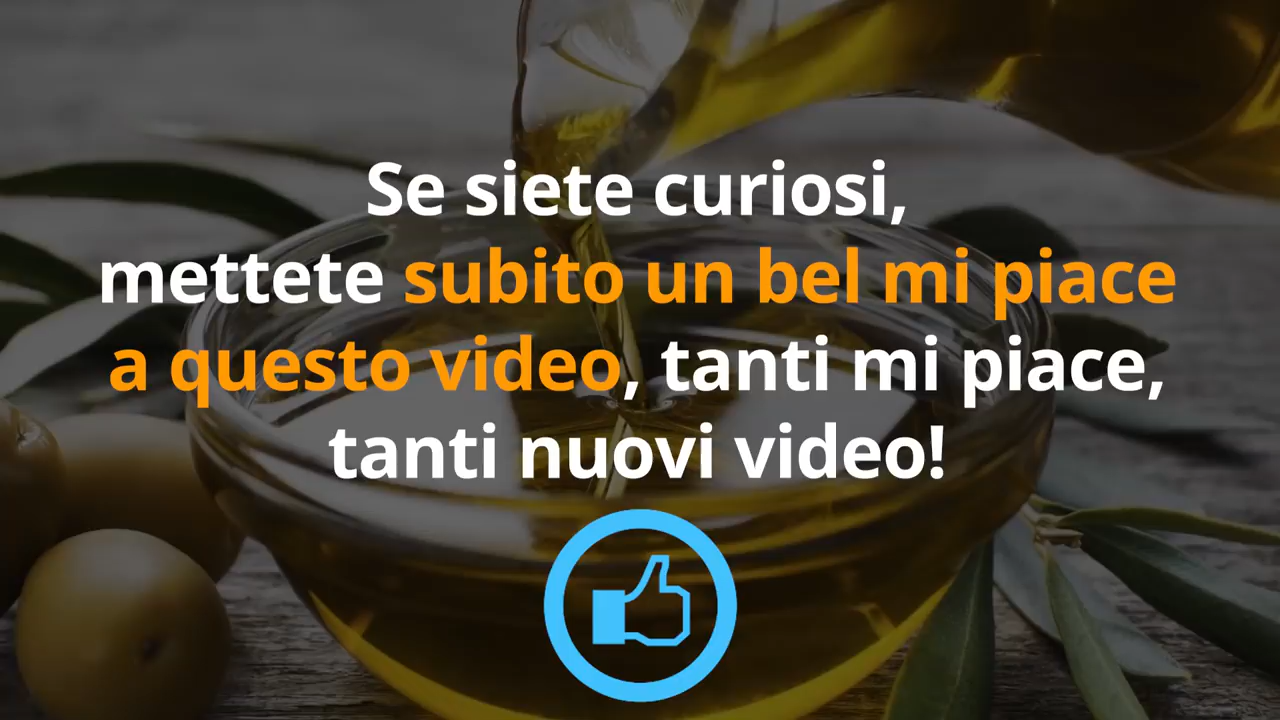 Se siete curiosi,
mettete subito un bel mi piace
a questo video, tanti mi piace,
tanti nuovi video!